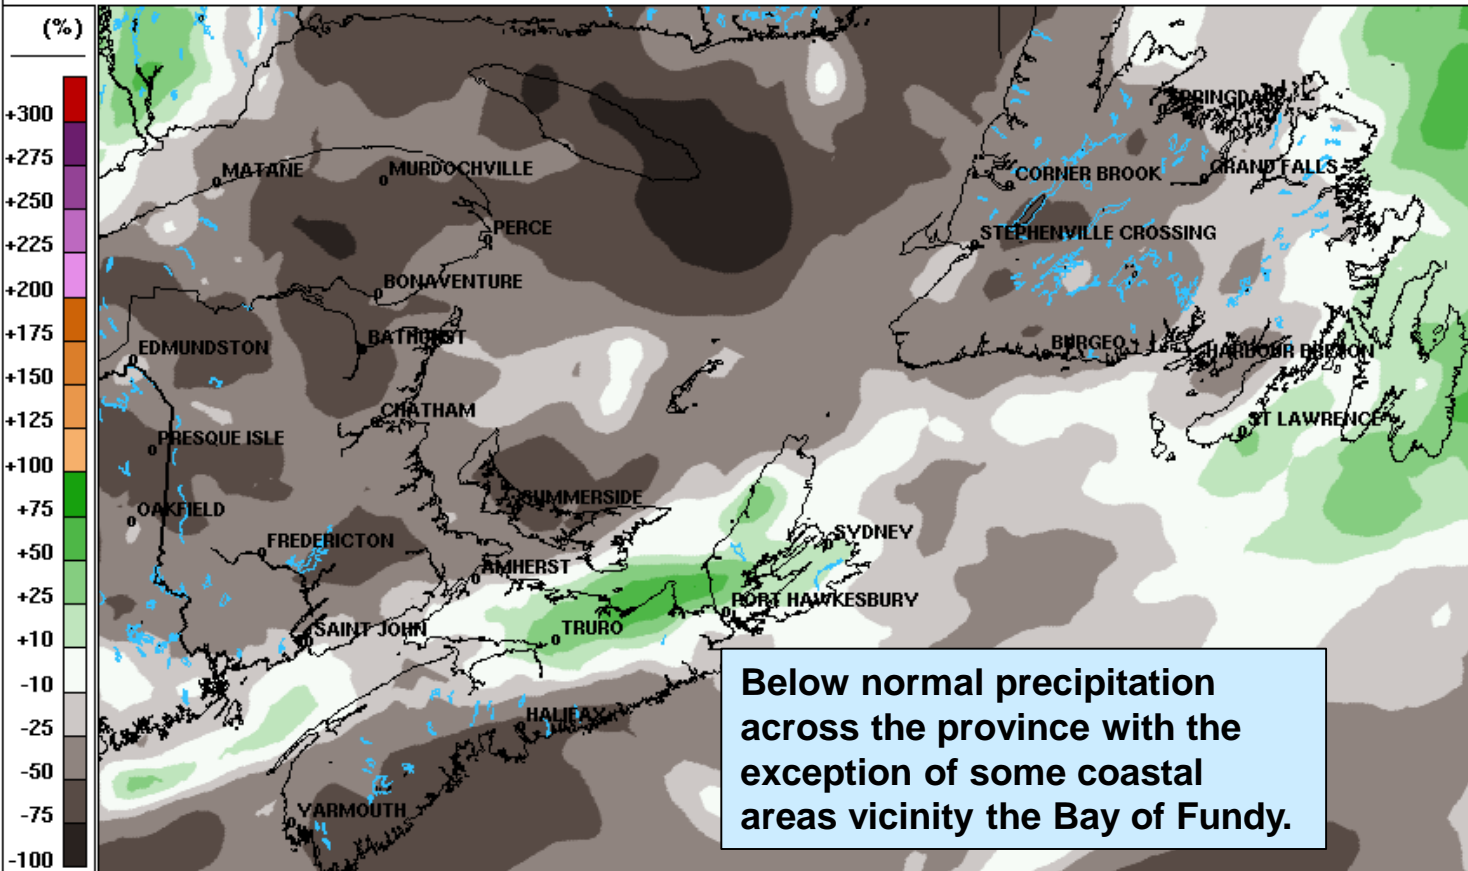 (%)
+300
+275
+250
+225
+200
+175
+150
+125
+100
+75
+50
+25
+10
-10
-25
-50
-75
-100
SPRINGDALE
MATANE
MURDOCHVILLE
CORNER BROOK
GRAND FALLS
PERCE
STEPHENVILLE CROSSING
BONAVENTURE
BATHURST
EDMUNDSTON
BURGEO
HARBOUR BRETON
CHATHAM
ST LAWRENCE
PRESQUE ISLE
SUMMERSIDE
OAKFIELD
FREDERICTON
SYDNEY
AMHERST
PORT HAWKESBURY
SAINT JOHN
TRURO
HALIFAX
YARMOUTH
Below normal precipitation
across the province with the
exception of some coastal
areas vicinity the Bay of Fundy.